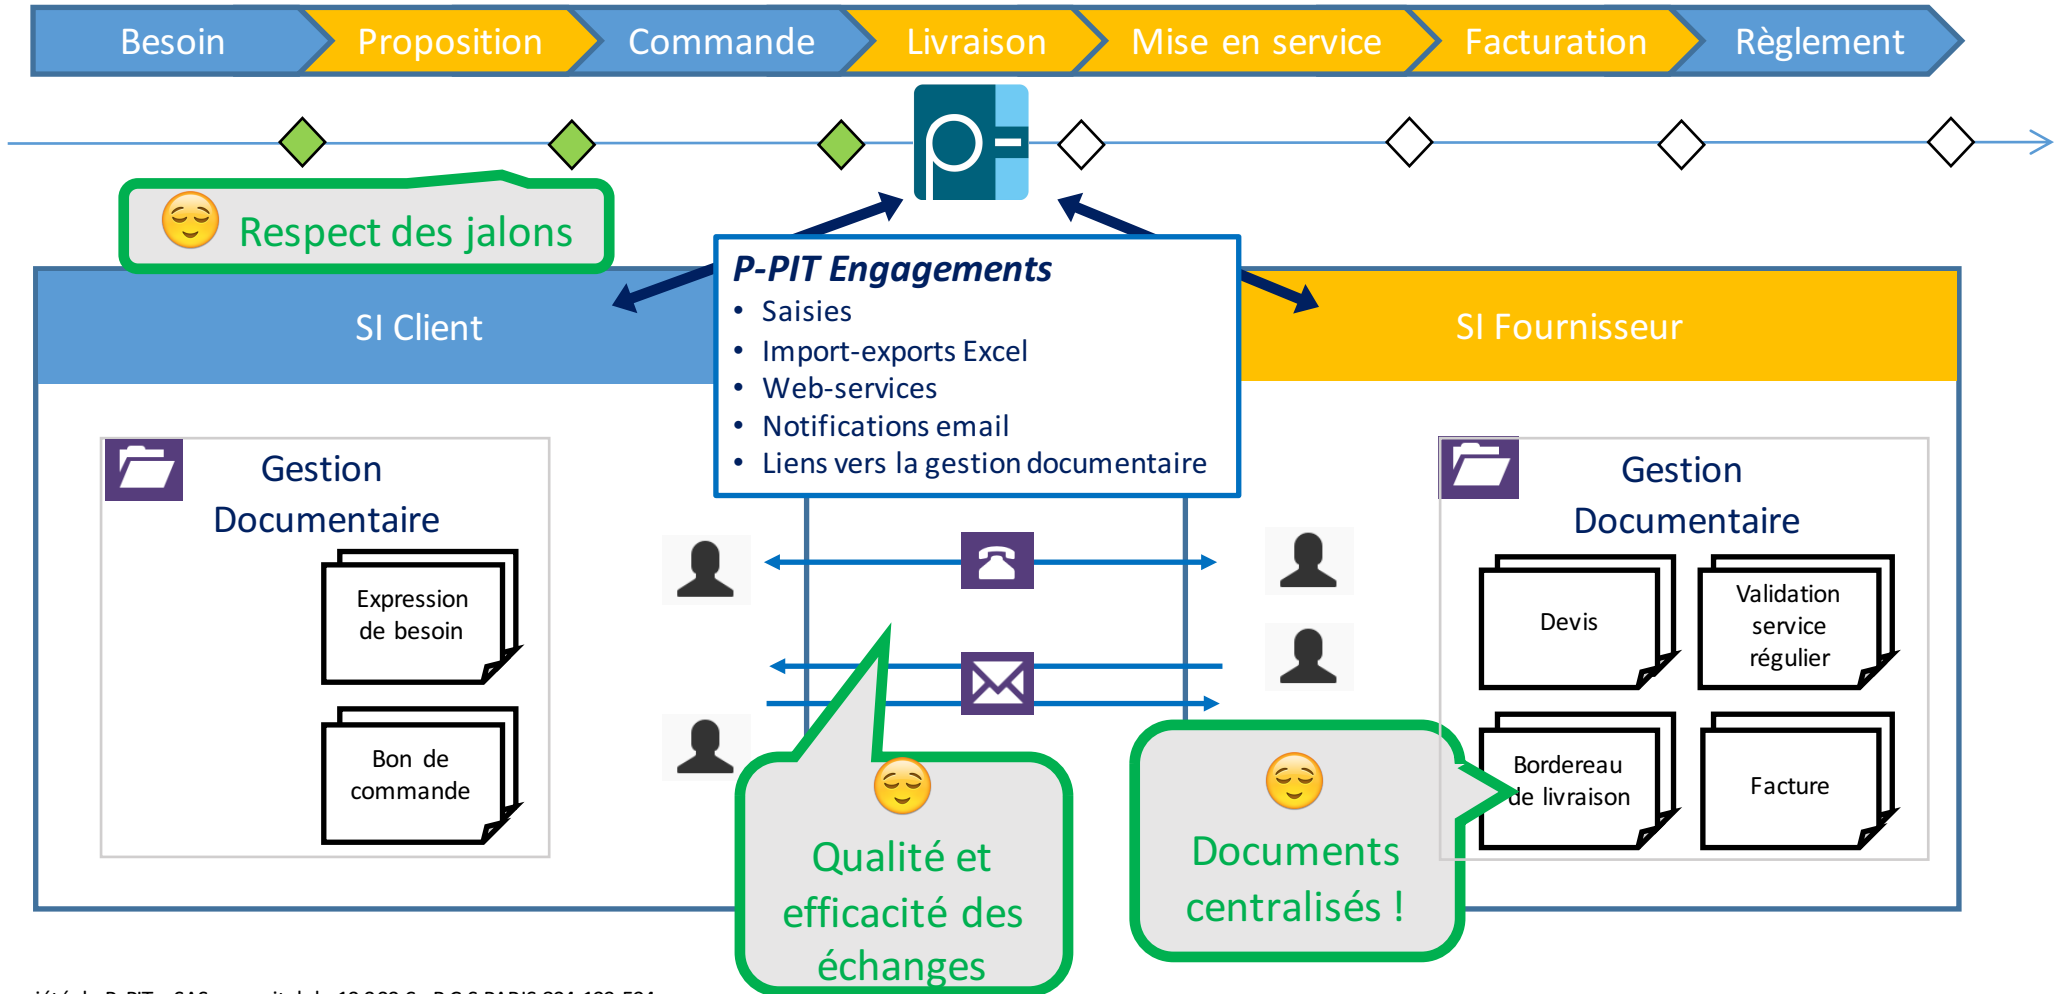 Besoin
Proposition
Commande
Livraison
Mise en service
Facturation
Règlement
Respect des jalons
P-PIT Engagements
• Saisies
• Import-exports Excel
• Web-services
• Notifications email
• Liens vers la gestion documentaire
SI Client
SI Fournisseur
Gestion
Documentaire
Expression
de besoin
Bon de
commande
Gestion
Documentaire
Devis
Validation
service
régulier
Bordereau
de livraison
Facture
Qualité et
efficacité des
échanges
Documents
centralisés !